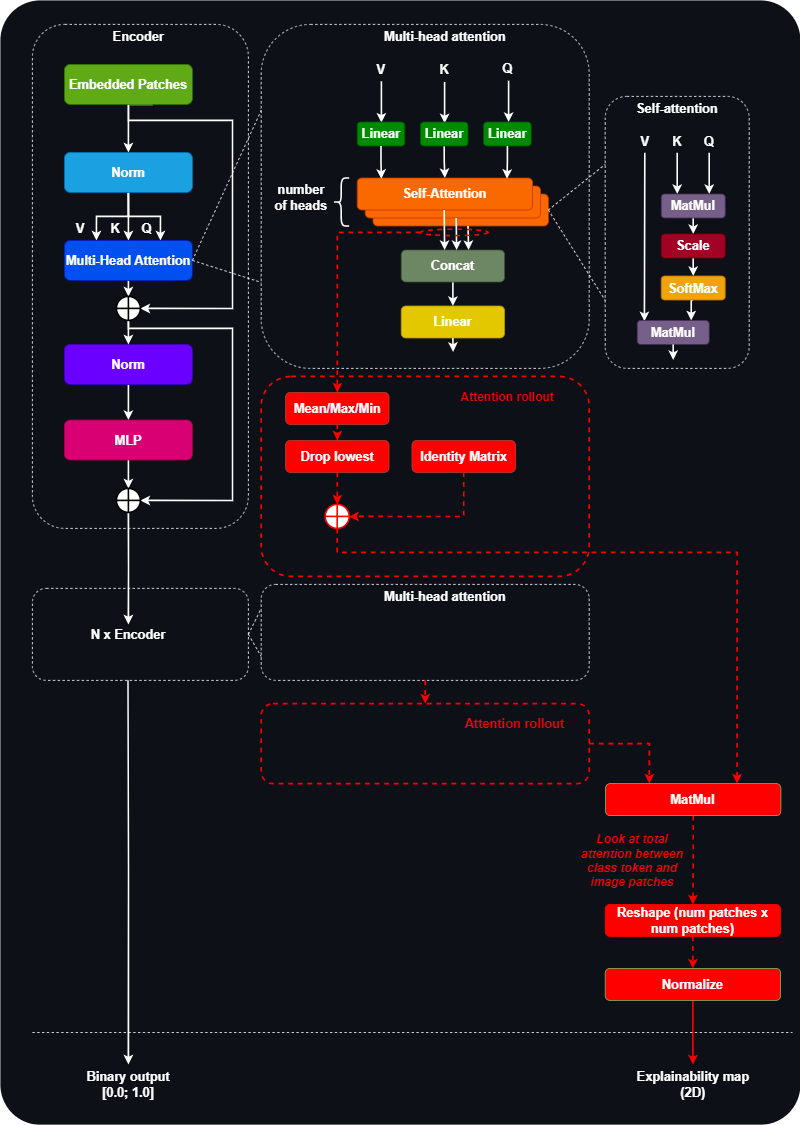 Encoder
Embedded Patches
Norm
V K Q
Multi-Head Attention
Norm
MLP
Multi-head attention
V K Q
Linear Linear Linear
number
of heads
Self-Attention
Concat
Linear
Self-attention
V K Q
MatMul
Scale
SoftMax
MatMul
Attention rollout
Mean/Max/Min
Drop lowest
Identity Matrix
N x Encoder
Multi-head attention
Attention rollout
MatMul
Look at total
attention between
class token and
image patches
Reshape (num patches x
num patches)
Normalize
Binary output
[0.0; 1.0]
Explainability map
(2D)